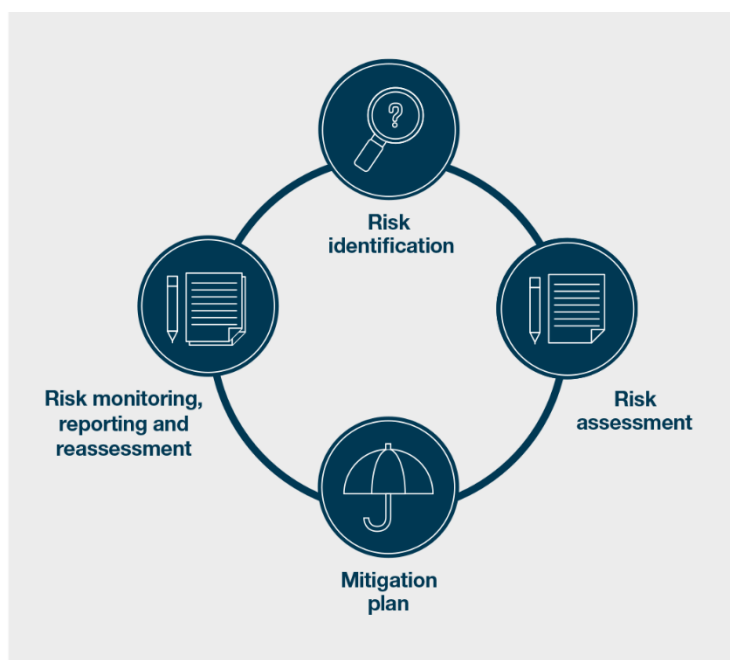 ?
Risk
identification
Risk
assessment
Mitigation
plan
Risk monitoring,
reporting and
reassessment